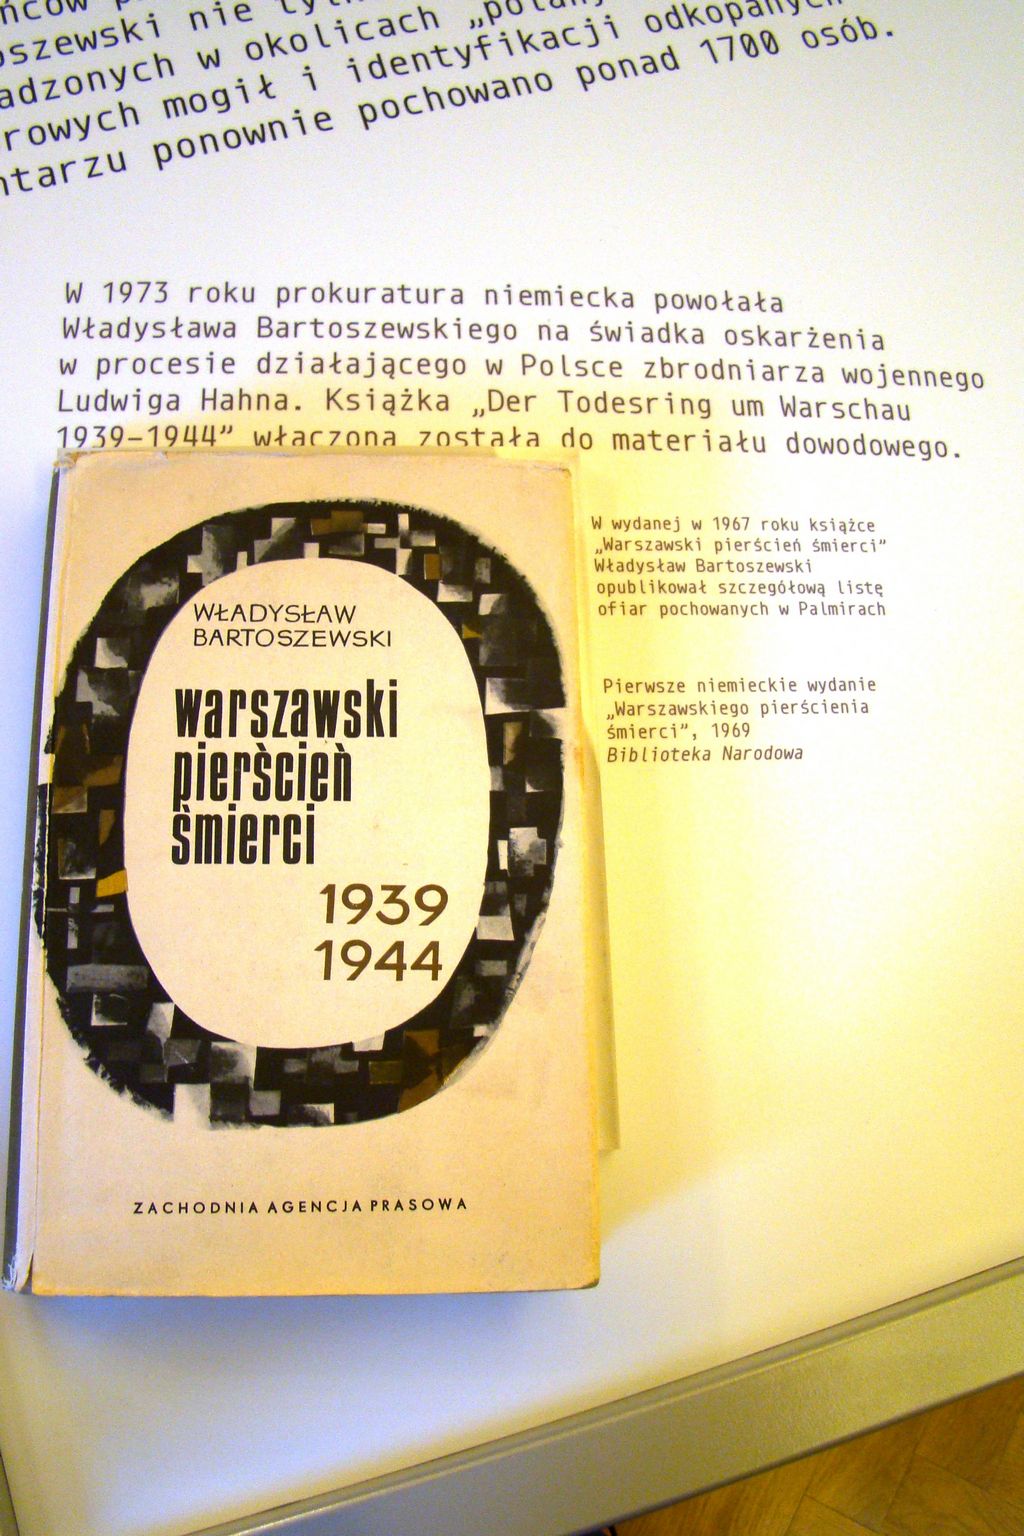 nie
w okolicach
rowych mogił i identyfikacji odkopanych
ponownie pochowano ponad 1700 osób.
W 1973 roku prokuratura niemiecka powołała
Władysława Bartoszewskiego na świadka oskarżenia
w procesie działającego w Polsce zbrodniarza wojennego
Ludwiga Hahna. Książka „Der Todesring um Warschau
1939–1944” włączona została do materiału dowodowego.
W wydanej w 1967 roku książce
„Warszawski pierścień śmierci”
Władysław Bartoszewski
opublikował szczegółową listę
ofiar pochowanych w Palmirach
Pierwsze niemieckie wydanie
„Warszawskiego pierścienia
śmierci”, 1969
Biblioteka Narodowa
WŁADYSŁAW
BARTOSZEWSKI
warszawski
pierścień
śmierci
1939
1944
ZACHODNIA AGENCJA PRASOWA